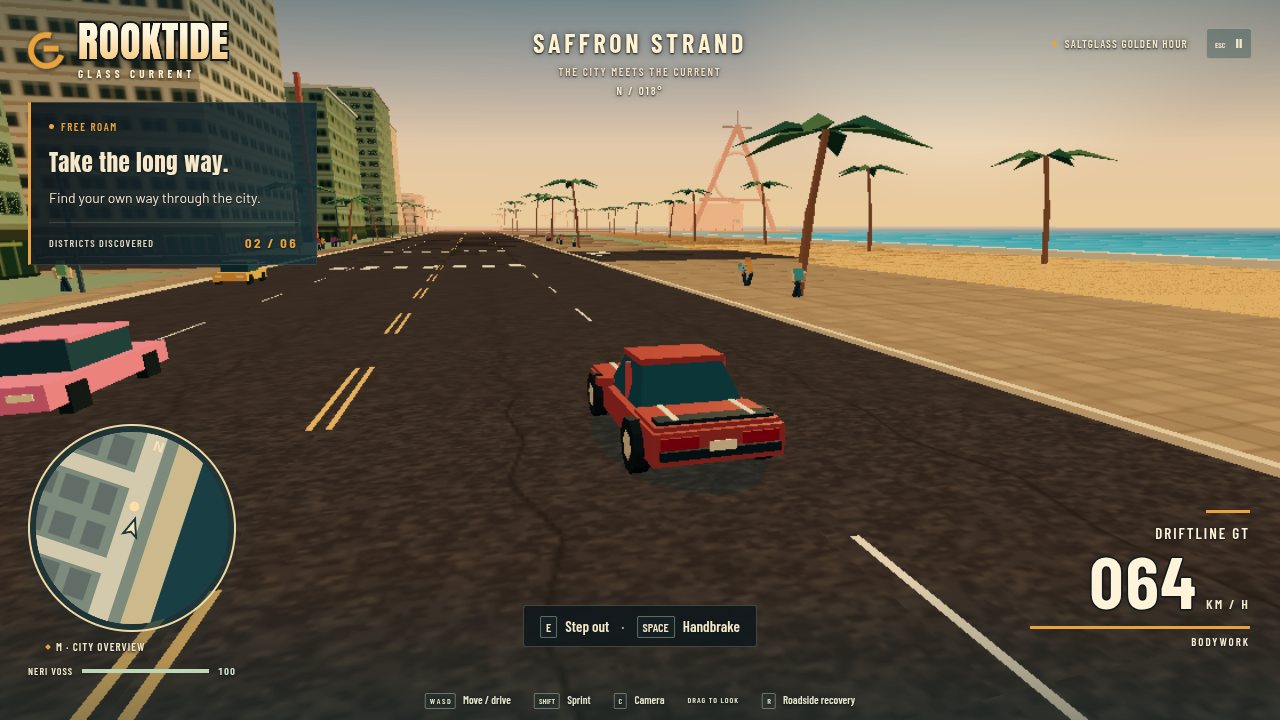 ROOKTIDE
GLASS CURRENT
SAFFRON STRAND
THE CITY MEETS THE CURRENT
N / 018°
SALTGLASS GOLDEN HOUR
ESC
FREE ROAM
Take the long way.
Find your own way through the city.
DISTRICTS DISCOVERED 02 / 06
N
DRIFTLINE GT
064 KM / H
BODYWORK
E Step out · SPACE Handbrake
M · CITY OVERVIEW
NERI VOSS 100
W A S D Move / drive SHIFT Sprint C Camera DRAG TO LOOK R Roadside recovery